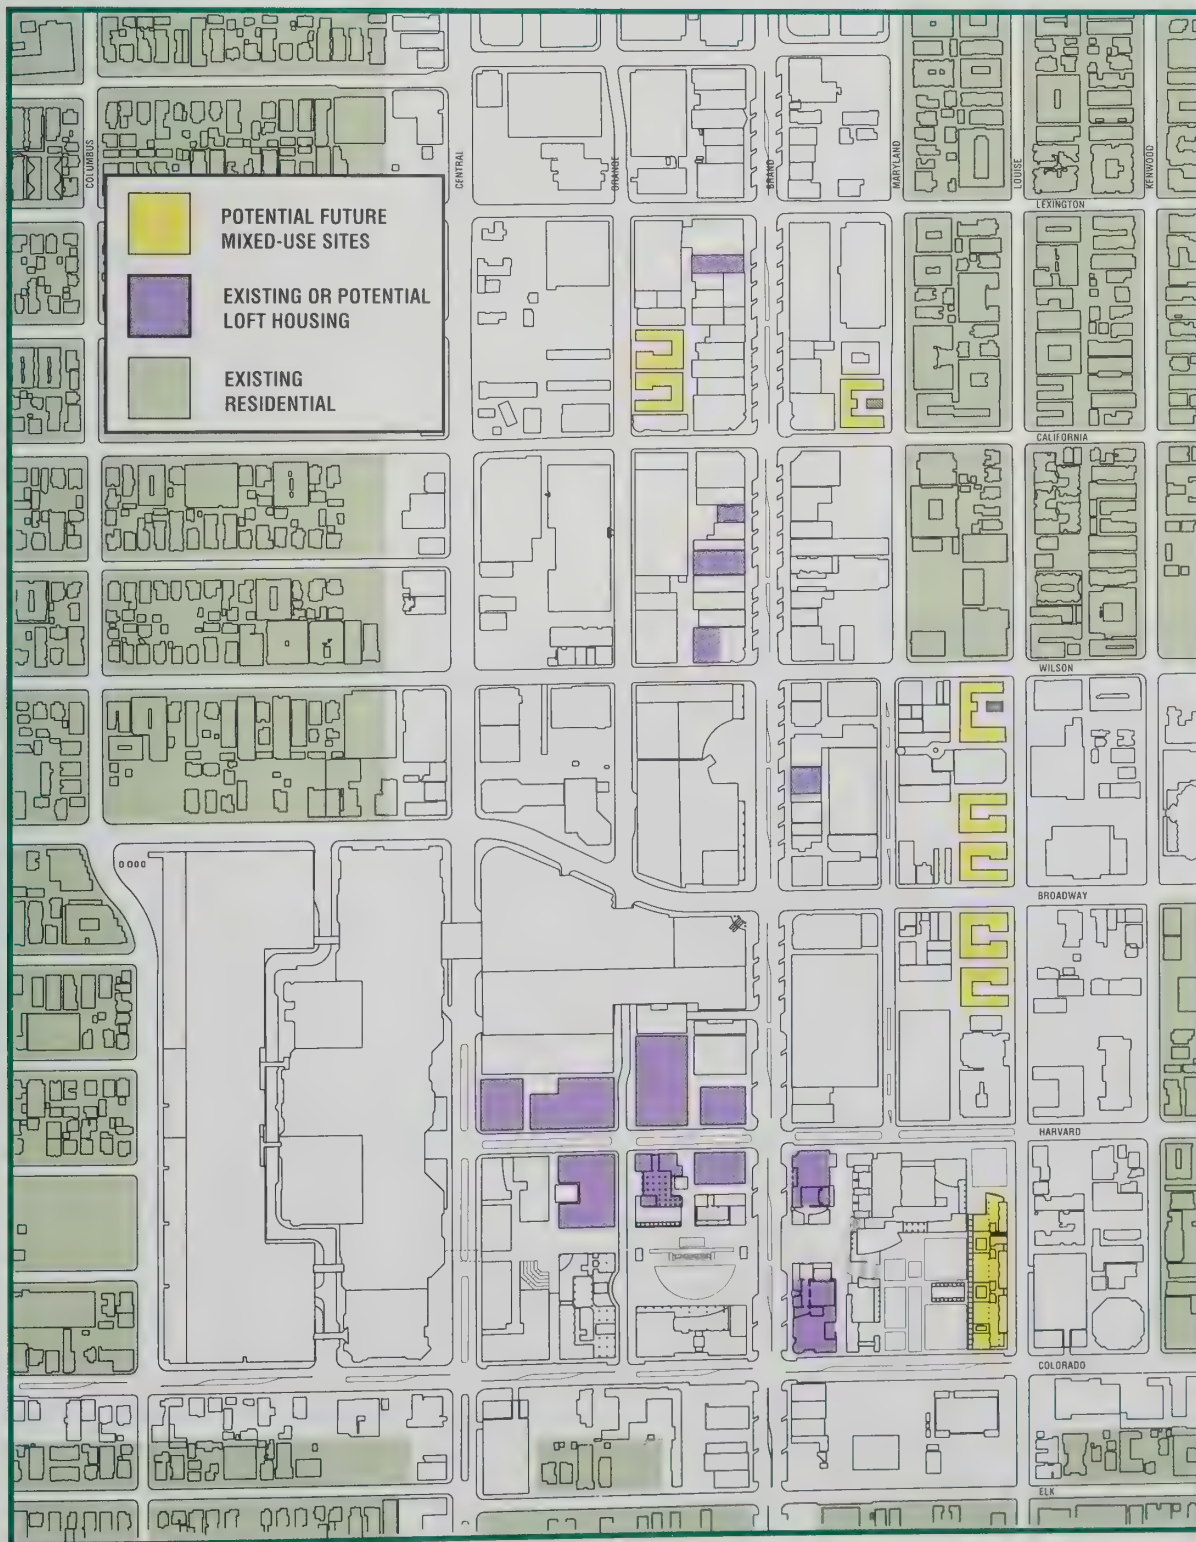 COLUMBUS
CENTRAL
ORANGE
BRAND
MARYLAND
LOUISE
KENWOOD
LEXINGTON
POTENTIAL FUTURE
MIXED-USE SITES
EXISTING OR POTENTIAL
LOFT HOUSING
EXISTING
RESIDENTIAL
CALIFORNIA
WILSON
BROADWAY
HARVARD
COLORADO
ELK